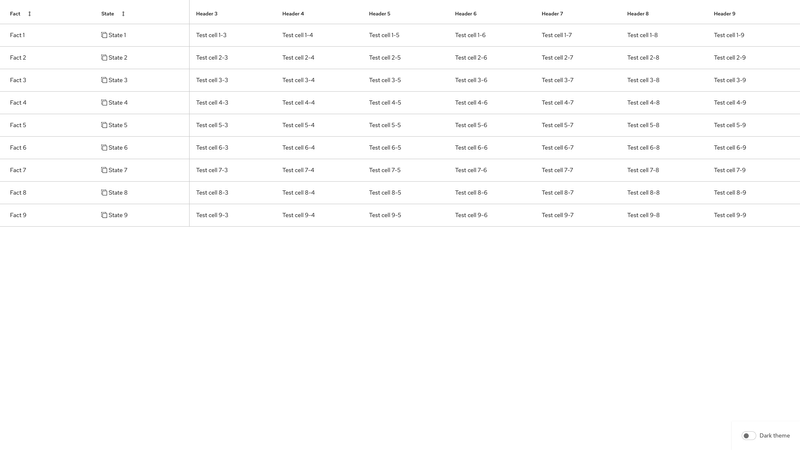 Fact State Header 3 Header 4 Header 5 Header 6 Header 7 Header 8 Header 9
Fact 1 State 1 Test cell 1-3 Test cell 1-4 Test cell 1-5 Test cell 1-6 Test cell 1-7 Test cell 1-8 Test cell 1-9
Fact 2 State 2 Test cell 2-3 Test cell 2-4 Test cell 2-5 Test cell 2-6 Test cell 2-7 Test cell 2-8 Test cell 2-9
Fact 3 State 3 Test cell 3-3 Test cell 3-4 Test cell 3-5 Test cell 3-6 Test cell 3-7 Test cell 3-8 Test cell 3-9
Fact 4 State 4 Test cell 4-3 Test cell 4-4 Test cell 4-5 Test cell 4-6 Test cell 4-7 Test cell 4-8 Test cell 4-9
Fact 5 State 5 Test cell 5-3 Test cell 5-4 Test cell 5-5 Test cell 5-6 Test cell 5-7 Test cell 5-8 Test cell 5-9
Fact 6 State 6 Test cell 6-3 Test cell 6-4 Test cell 6-5 Test cell 6-6 Test cell 6-7 Test cell 6-8 Test cell 6-9
Fact 7 State 7 Test cell 7-3 Test cell 7-4 Test cell 7-5 Test cell 7-6 Test cell 7-7 Test cell 7-8 Test cell 7-9
Fact 8 State 8 Test cell 8-3 Test cell 8-4 Test cell 8-5 Test cell 8-6 Test cell 8-7 Test cell 8-8 Test cell 8-9
Fact 9 State 9 Test cell 9-3 Test cell 9-4 Test cell 9-5 Test cell 9-6 Test cell 9-7 Test cell 9-8 Test cell 9-9
Dark theme